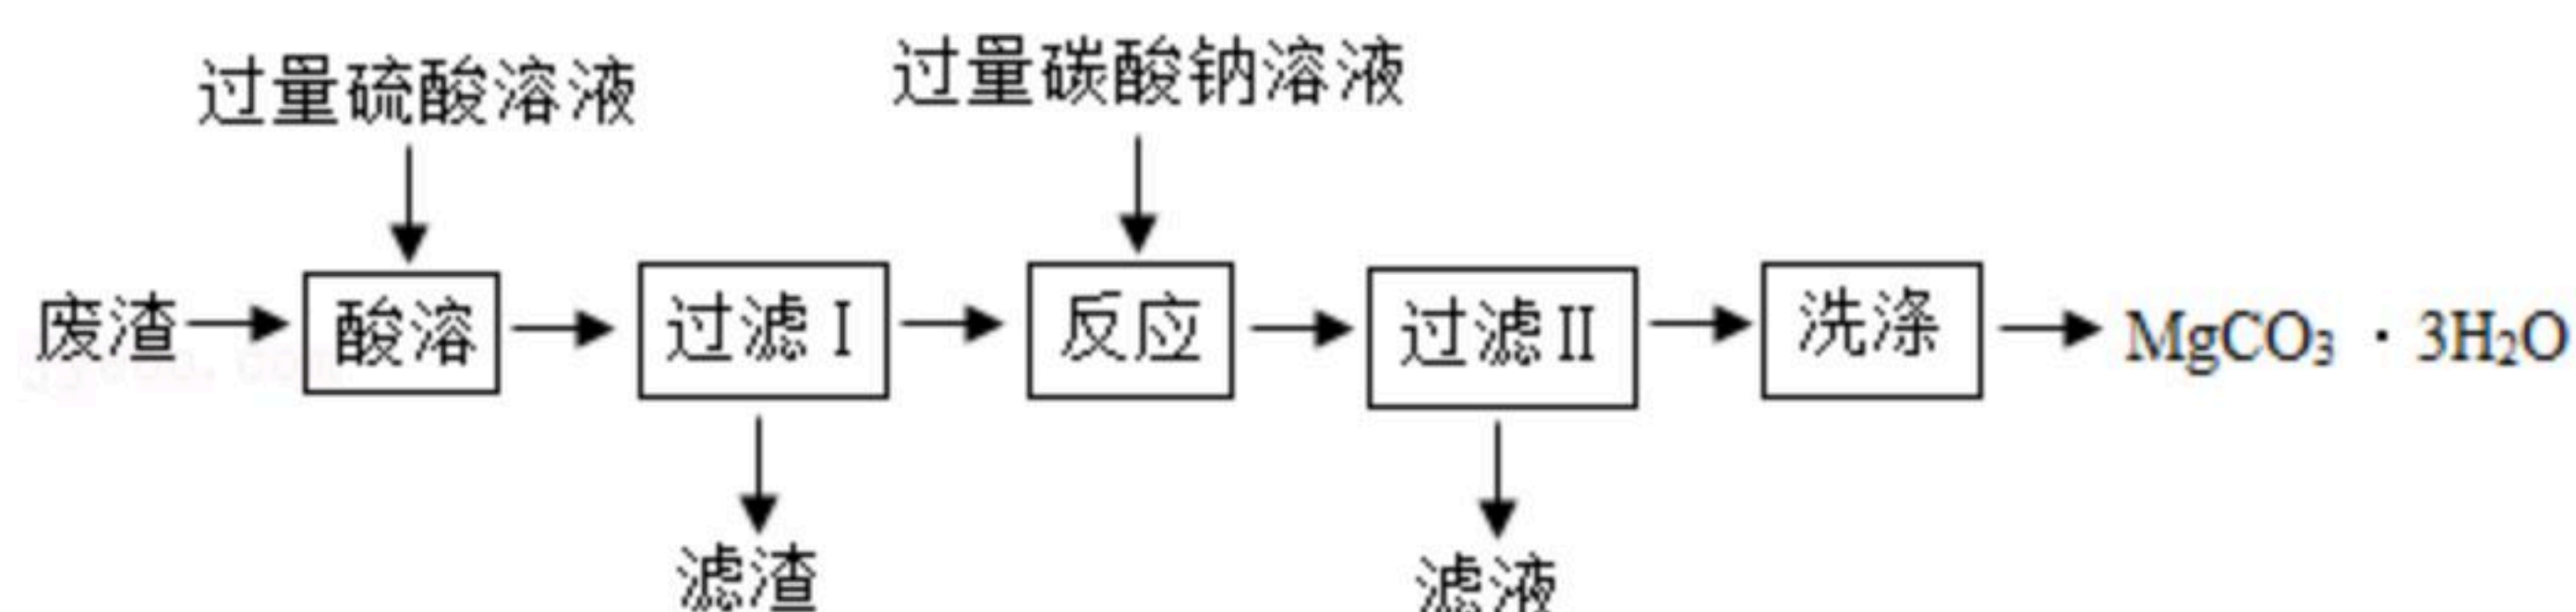 过量硫酸溶液
过量碳酸钠溶液
废渣
酸溶
过滤Ⅰ
反应
过滤Ⅱ
洗涤
MgCO₃ · 3H₂O
滤渣
滤液